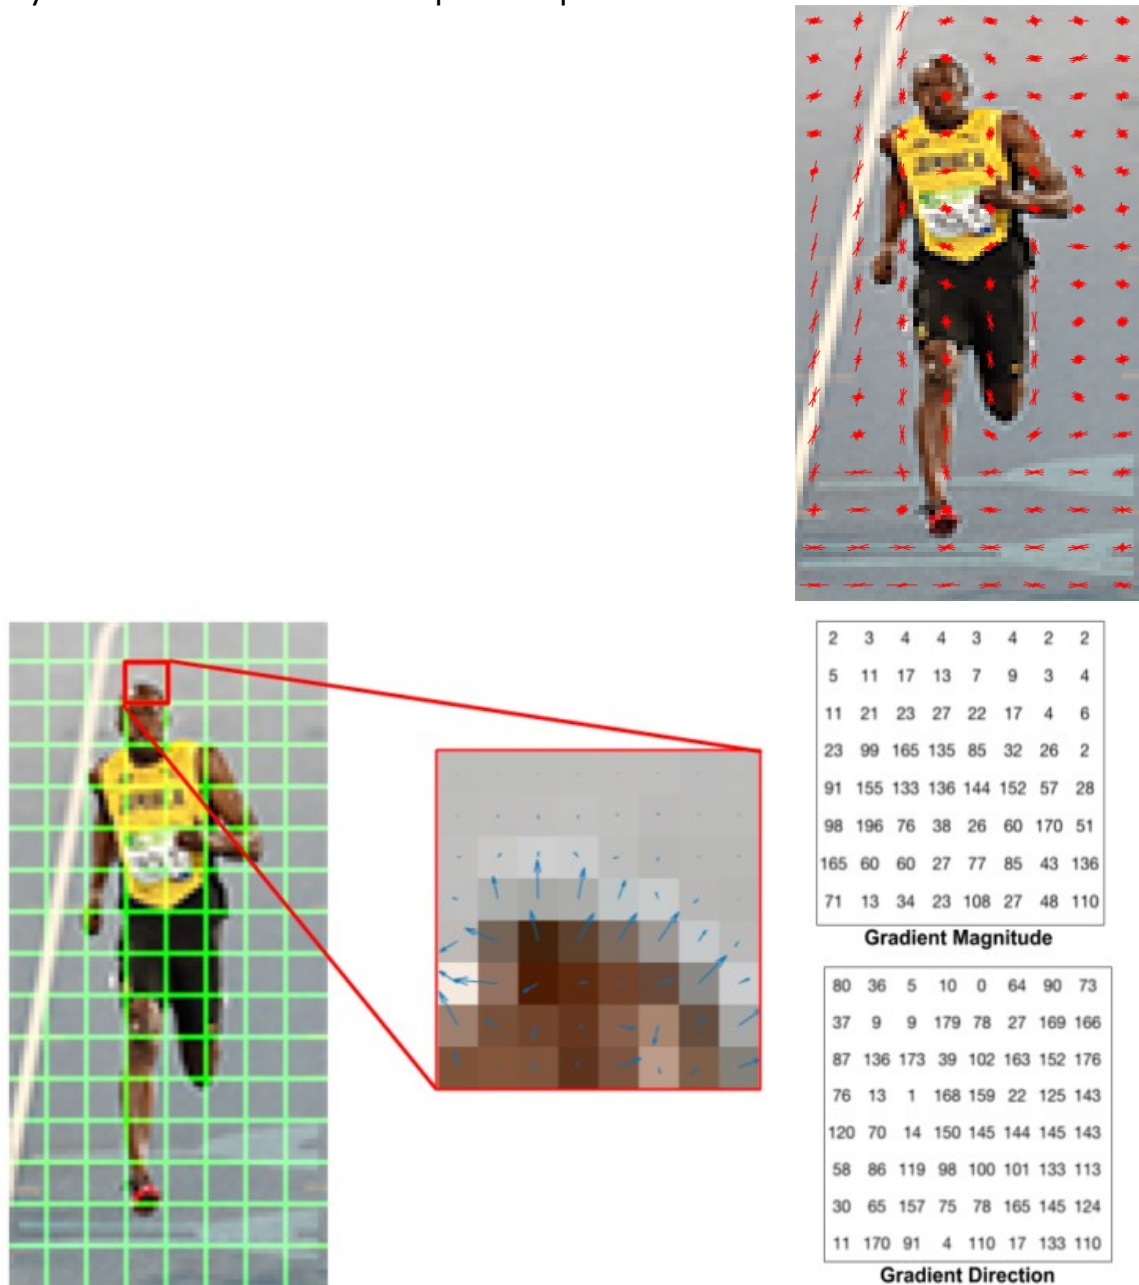 2 3 4 4 3 4 2 2
5 11 17 13 7 9 3 4
11 21 23 27 22 17 4 6
23 99 165 135 85 32 26 2
91 155 133 136 144 152 57 28
98 196 76 38 26 60 170 51
165 60 60 27 77 85 43 136
71 13 34 23 108 27 48 110
Gradient Magnitude
80 36 5 10 0 64 90 73
37 9 9 179 78 27 169 166
87 136 173 39 102 163 152 176
76 13 1 168 159 22 125 143
120 70 14 150 145 144 145 143
58 86 119 98 100 101 133 113
30 65 157 75 78 165 145 124
11 170 91 4 110 17 133 110
Gradient Direction